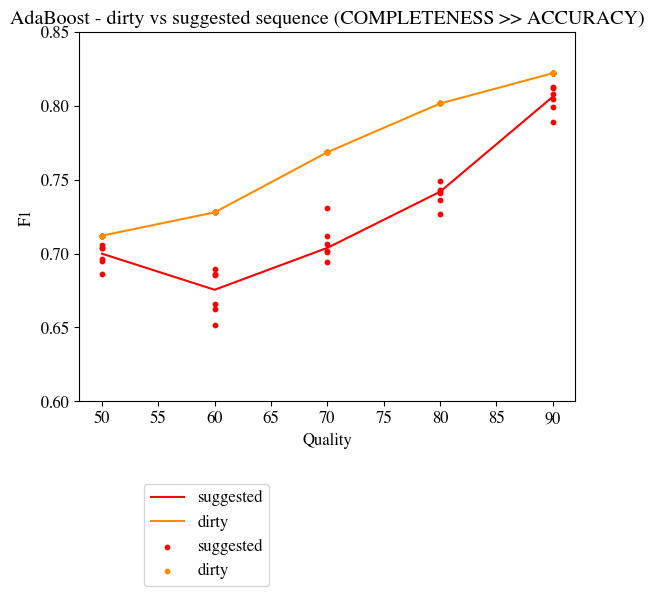 AdaBoost - dirty vs suggested sequence (COMPLETENESS >> ACCURACY)
0.85
0.80
0.75
0.70
0.65
0.60
F1
50 55 60 65 70 75 80 85 90
Quality
suggested
dirty
suggested
dirty